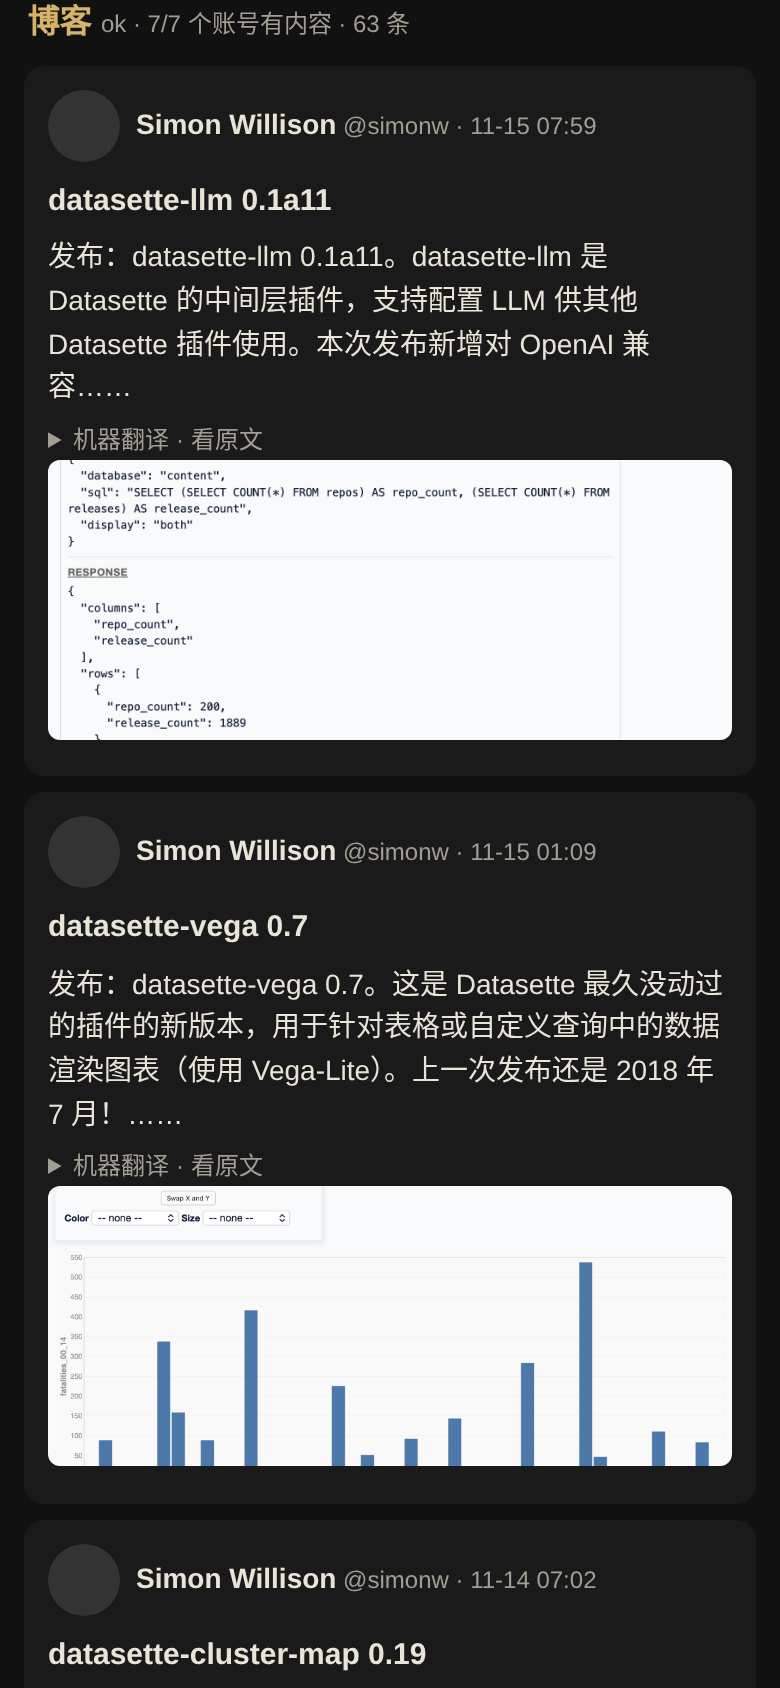 博客 ok · 7/7 个账号有内容 · 63 条
Simon Willison @simonw · 11-15 07:59
datasette-llm 0.1a11
发布：datasette-llm 0.1a11。datasette-llm 是
Datasette 的中间层插件，支持配置 LLM 供其他
Datasette 插件使用。本次发布新增对 OpenAI 兼
容……
▶ 机器翻译 · 看原文
{
"database": "content",
"sql": "SELECT (SELECT COUNT(*) FROM repos) AS repo_count, (SELECT COUNT(*) FROM
releases) AS release_count",
"display": "both"
}
RESPONSE
{
"columns": [
"repo_count",
"release_count"
],
"rows": [
{
"repo_count": 200,
"release_count": 1889
}
Simon Willison @simonw · 11-15 01:09
datasette-vega 0.7
发布：datasette-vega 0.7。这是 Datasette 最久没动过
的插件的新版本，用于针对表格或自定义查询中的数据
渲染图表（使用 Vega-Lite）。上一次发布还是 2018 年
7 月！……
▶ 机器翻译 · 看原文
Swap X and Y
Color -- none -- Size -- none --
550
500
450
400
350
300
250
200
150
100
50
fatalities_00_14
Simon Willison @simonw · 11-14 07:02
datasette-cluster-map 0.19